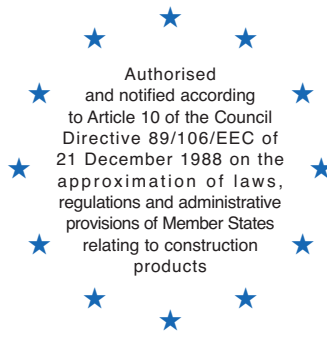 Authorised
and notified according
to Article 10 of the Council
Directive 89/106/EEC of
21 December 1988 on the
approximation of laws,
regulations and administrative
provisions of Member States
relating to construction
products